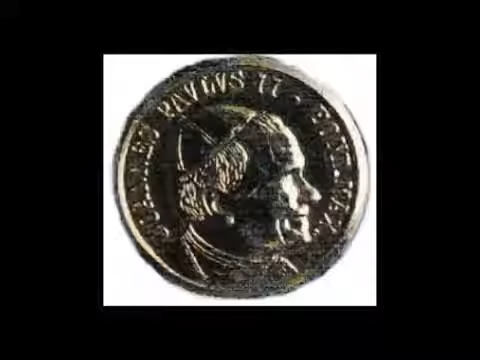 IOANNES PAVLVS II • PONT. MAX.